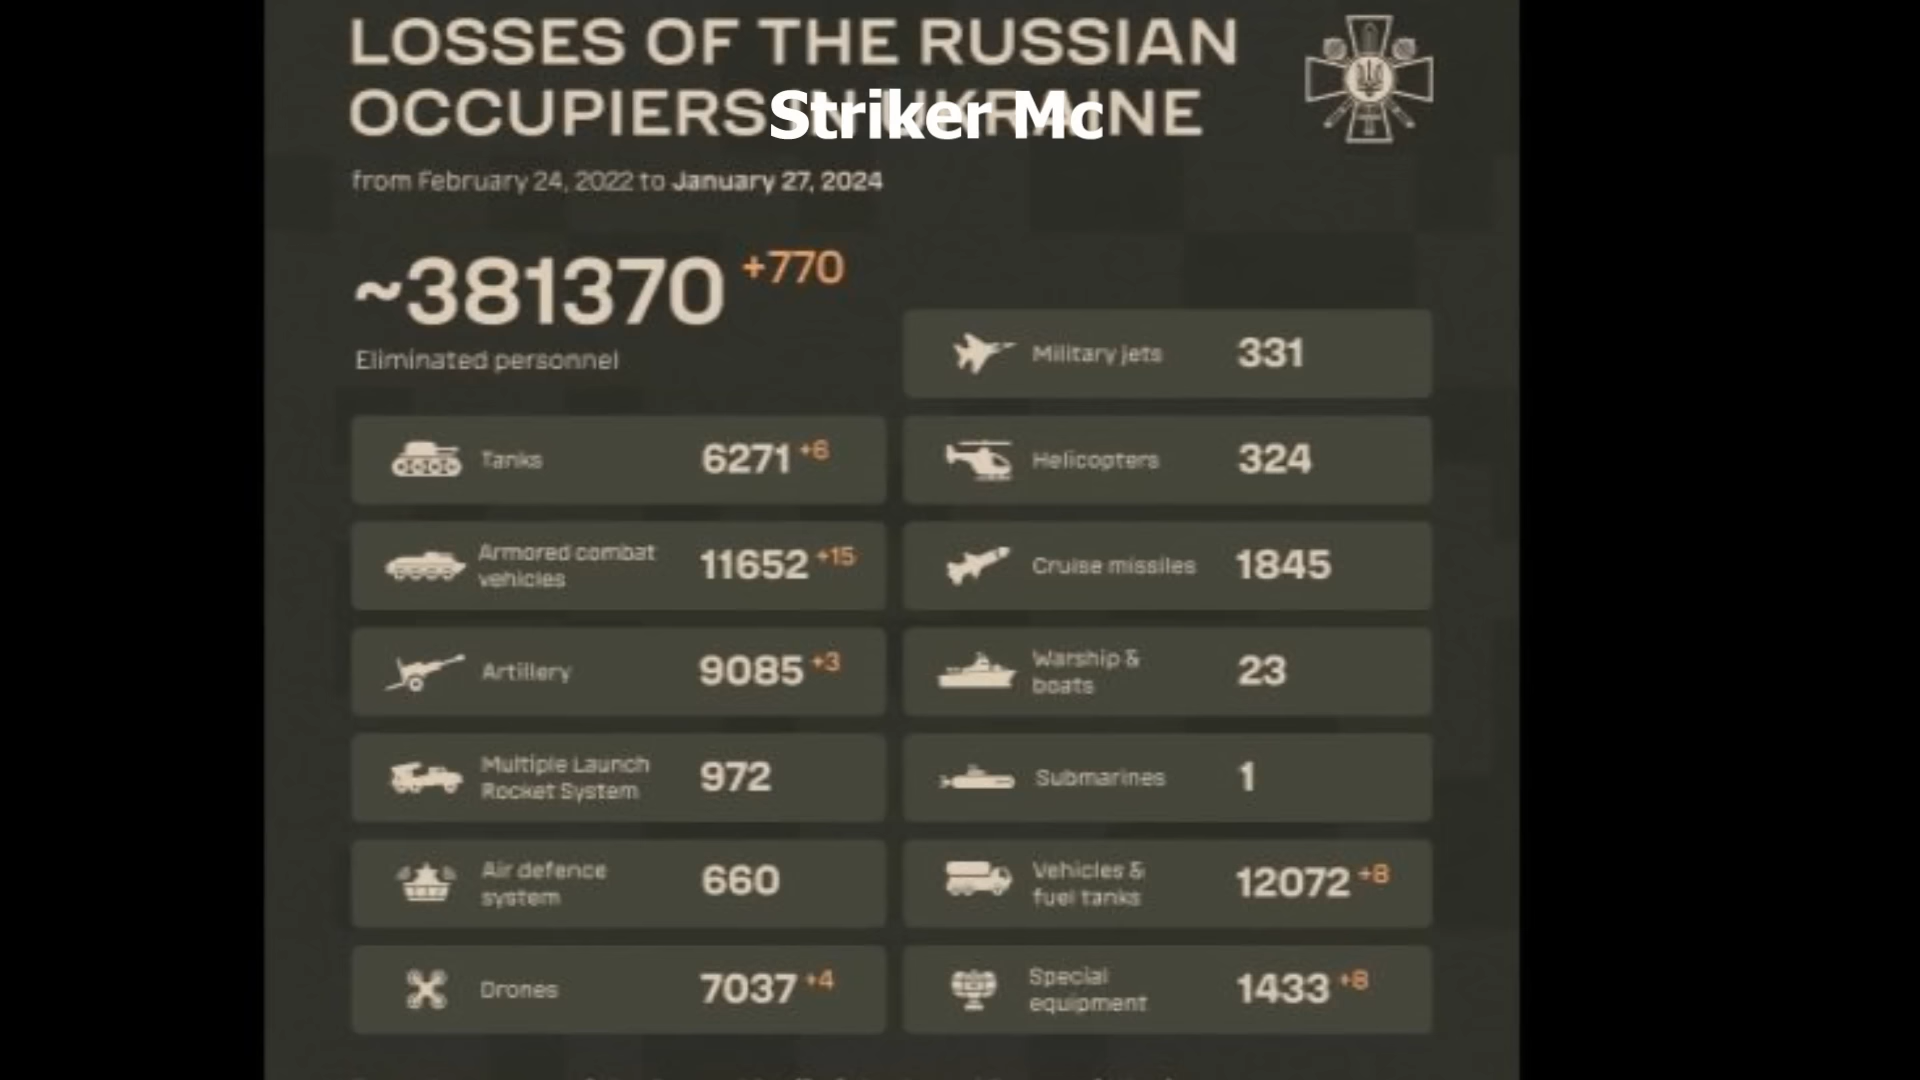 LOSSES OF THE RUSSIAN
OCCUPIERS IN UKRAINE
Striker Mc
from February 24, 2022 to January 27, 2024
~381370 +770
Eliminated personnel
Military jets 331
Tanks 6271 +6
Helicopters 324
Armored combat
vehicles
11652 +15
Cruise missiles 1845
Artillery 9085 +3
Warship &
boats
23
Multiple Launch
Rocket System
972
Submarines 1
Air defence
system
660
Vehicles &
fuel tanks
12072 +8
Drones 7037 +4
Special
equipment
1433 +8